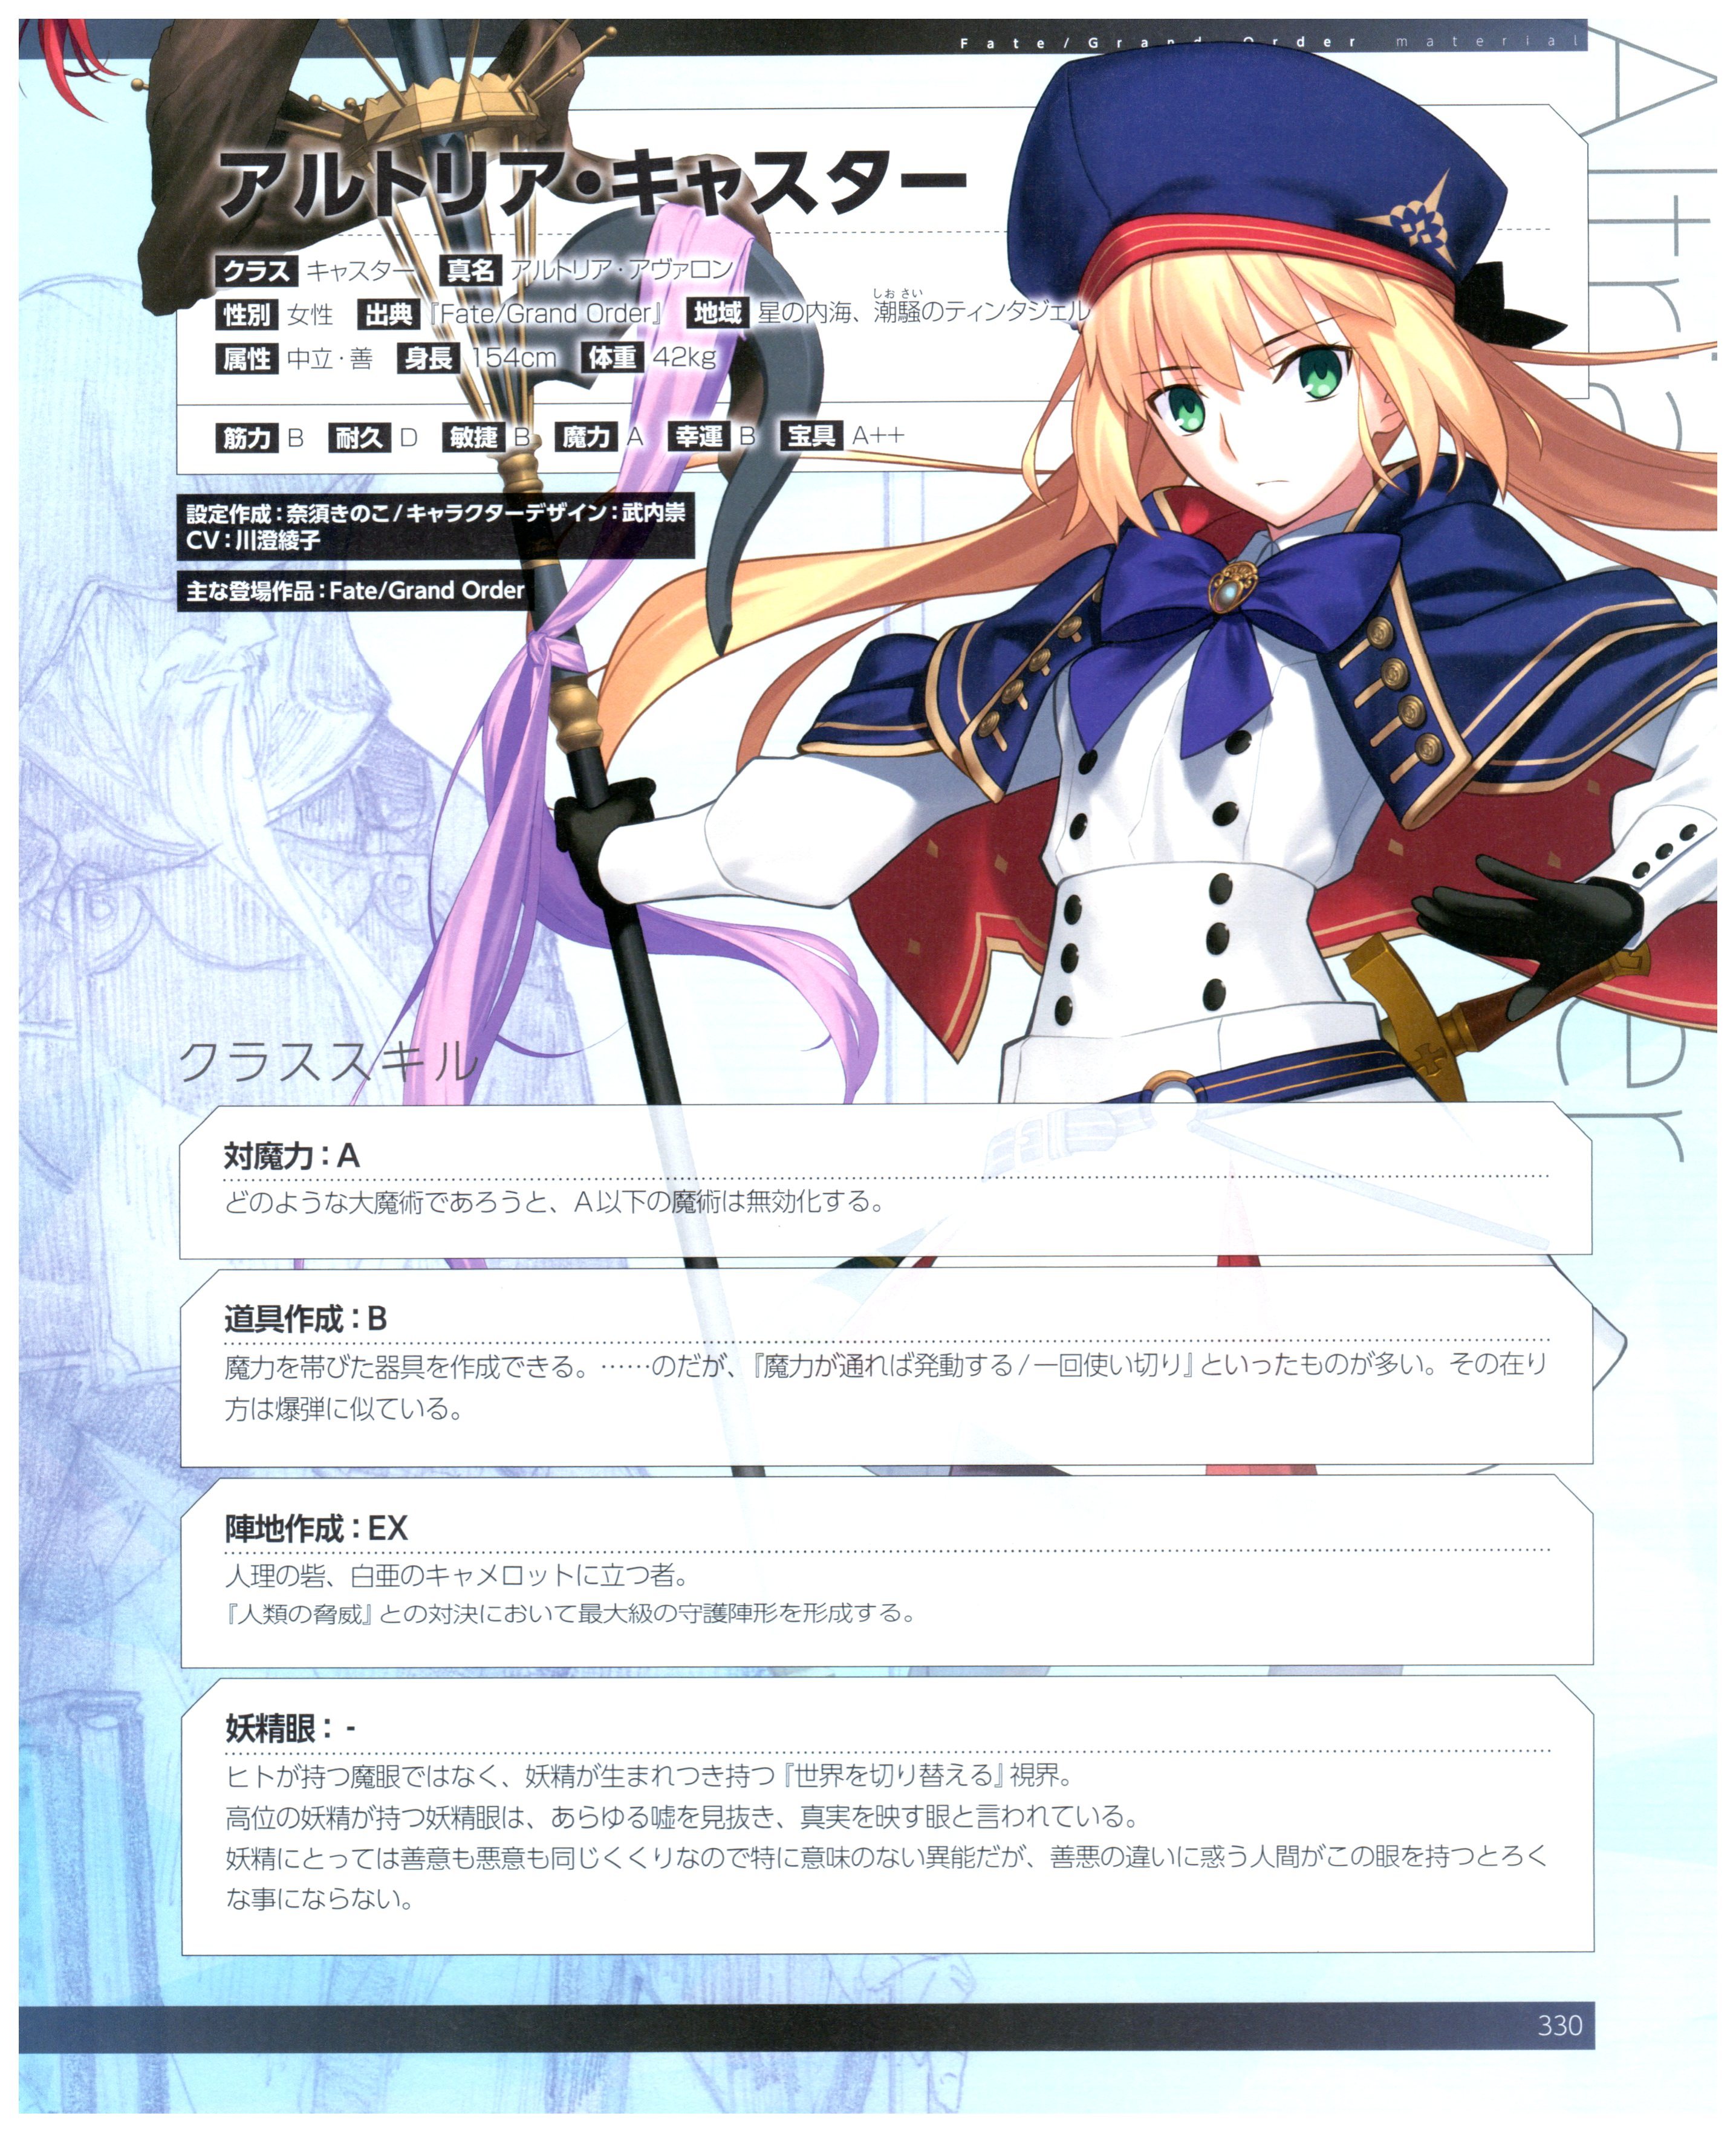 Fate/Grand Order material
アルトリア・キャスター
クラス キャスター 真名 アルトリア・アヴァロン
性別 女性 出典 『Fate/Grand Order』 地域 星の内海、潮騒のティンタジェル
しおさい
属性 中立・善 身長 154cm 体重 42kg
筋力 B 耐久 D 敏捷 B 魔力 A 幸運 B 宝具 A++
設定作成：奈須きのこ/キャラクターデザイン：武内崇
CV：川澄綾子
主な登場作品：Fate/Grand Order
クラススキル
対魔力：A
どのような大魔術であろうと、A以下の魔術は無効化する。
道具作成：B
魔力を帯びた器具を作成できる。……のだが、『魔力が通れば発動する/一回使い切り』といったものが多い。その在り
方は爆弾に似ている。
陣地作成：EX
人理の砦、白亜のキャメロットに立つ者。
『人類の脅威』との対決において最大級の守護陣形を形成する。
妖精眼：-
ヒトが持つ魔眼ではなく、妖精が生まれつき持つ『世界を切り替える』視界。
高位の妖精が持つ妖精眼は、あらゆる嘘を見抜き、真実を映す眼と言われている。
妖精にとっては善意も悪意も同じくくりなので特に意味のない異能だが、善悪の違いに惑う人間がこの眼を持つとろく
な事にならない。
330